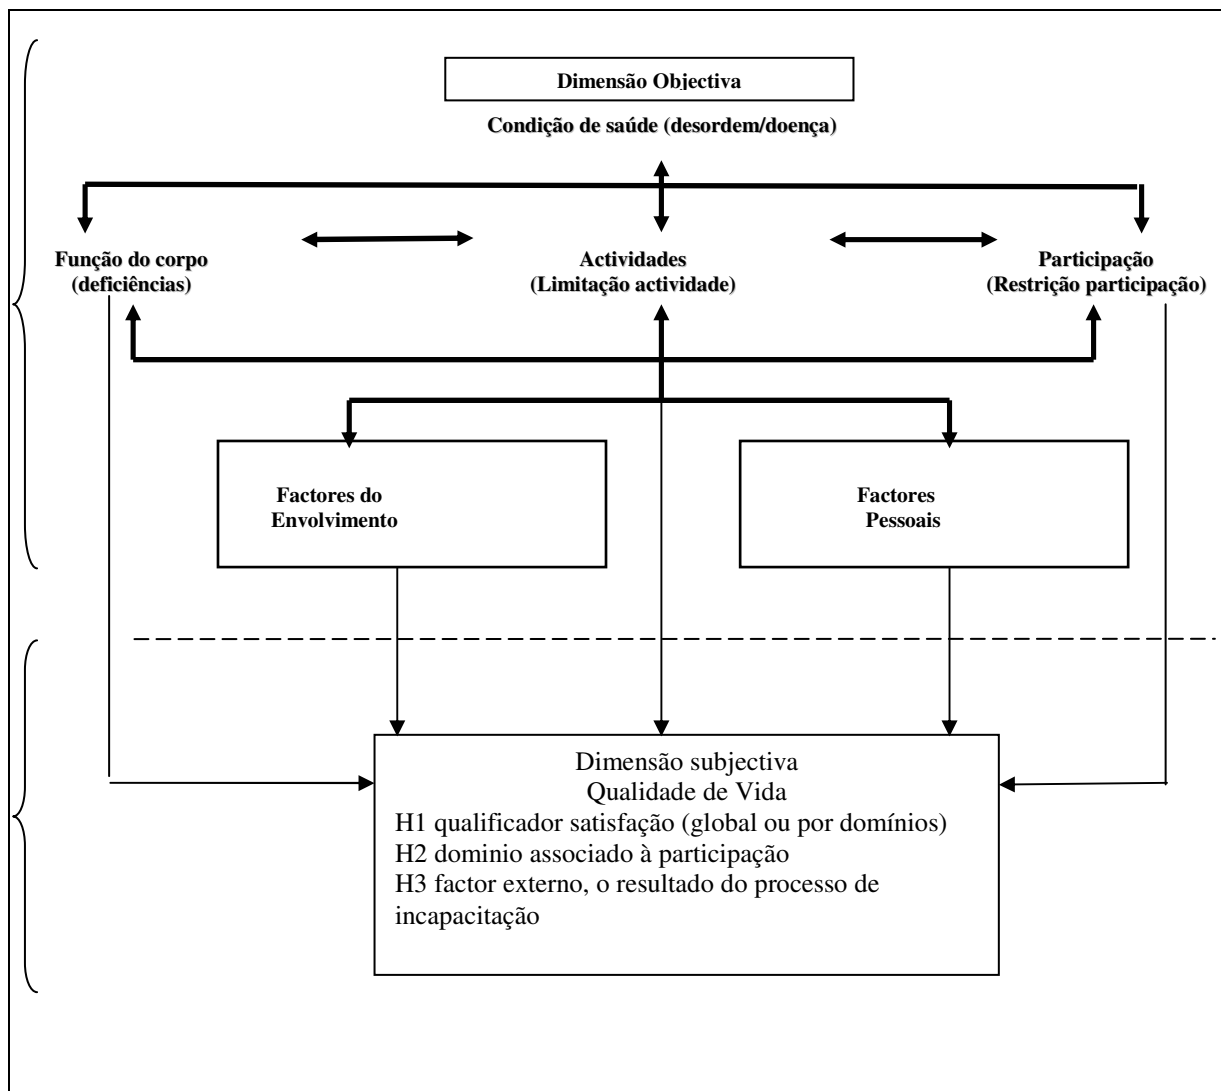 Dimensão Objectiva
Condição de saúde (desordem/doença)
Função do corpo
(deficiências)
Actividades
(Limitação actividade)
Participação
(Restrição participação)
Factores do
Envolvimento
Factores
Pessoais
Dimensão subjectiva
Qualidade de Vida
H1 qualificador satisfação (global ou por domínios)
H2 dominio associado à participação
H3 factor externo, o resultado do processo de
incapacitação